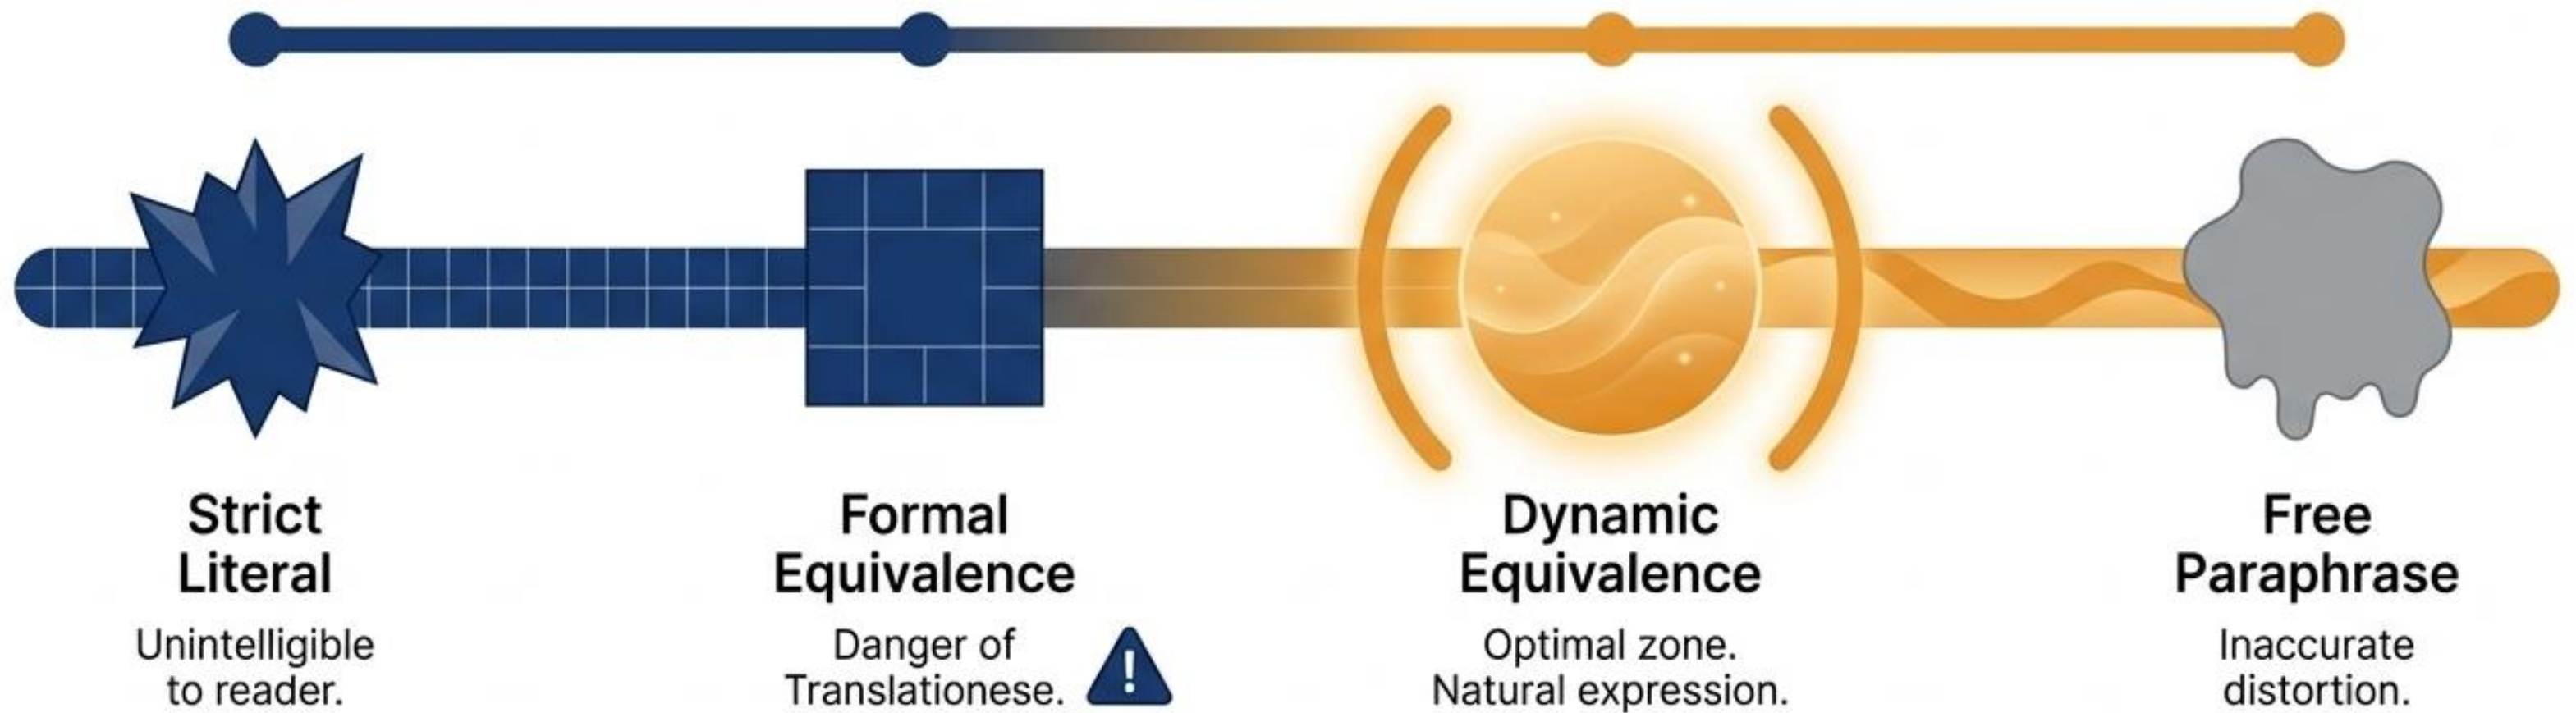 Strict
Literal
Unintelligible
to reader.
Formal
Equivalence
Danger of
Translationese.
!
Dynamic
Equivalence
Optimal zone.
Natural expression.
Free
Paraphrase
Inaccurate
distortion.